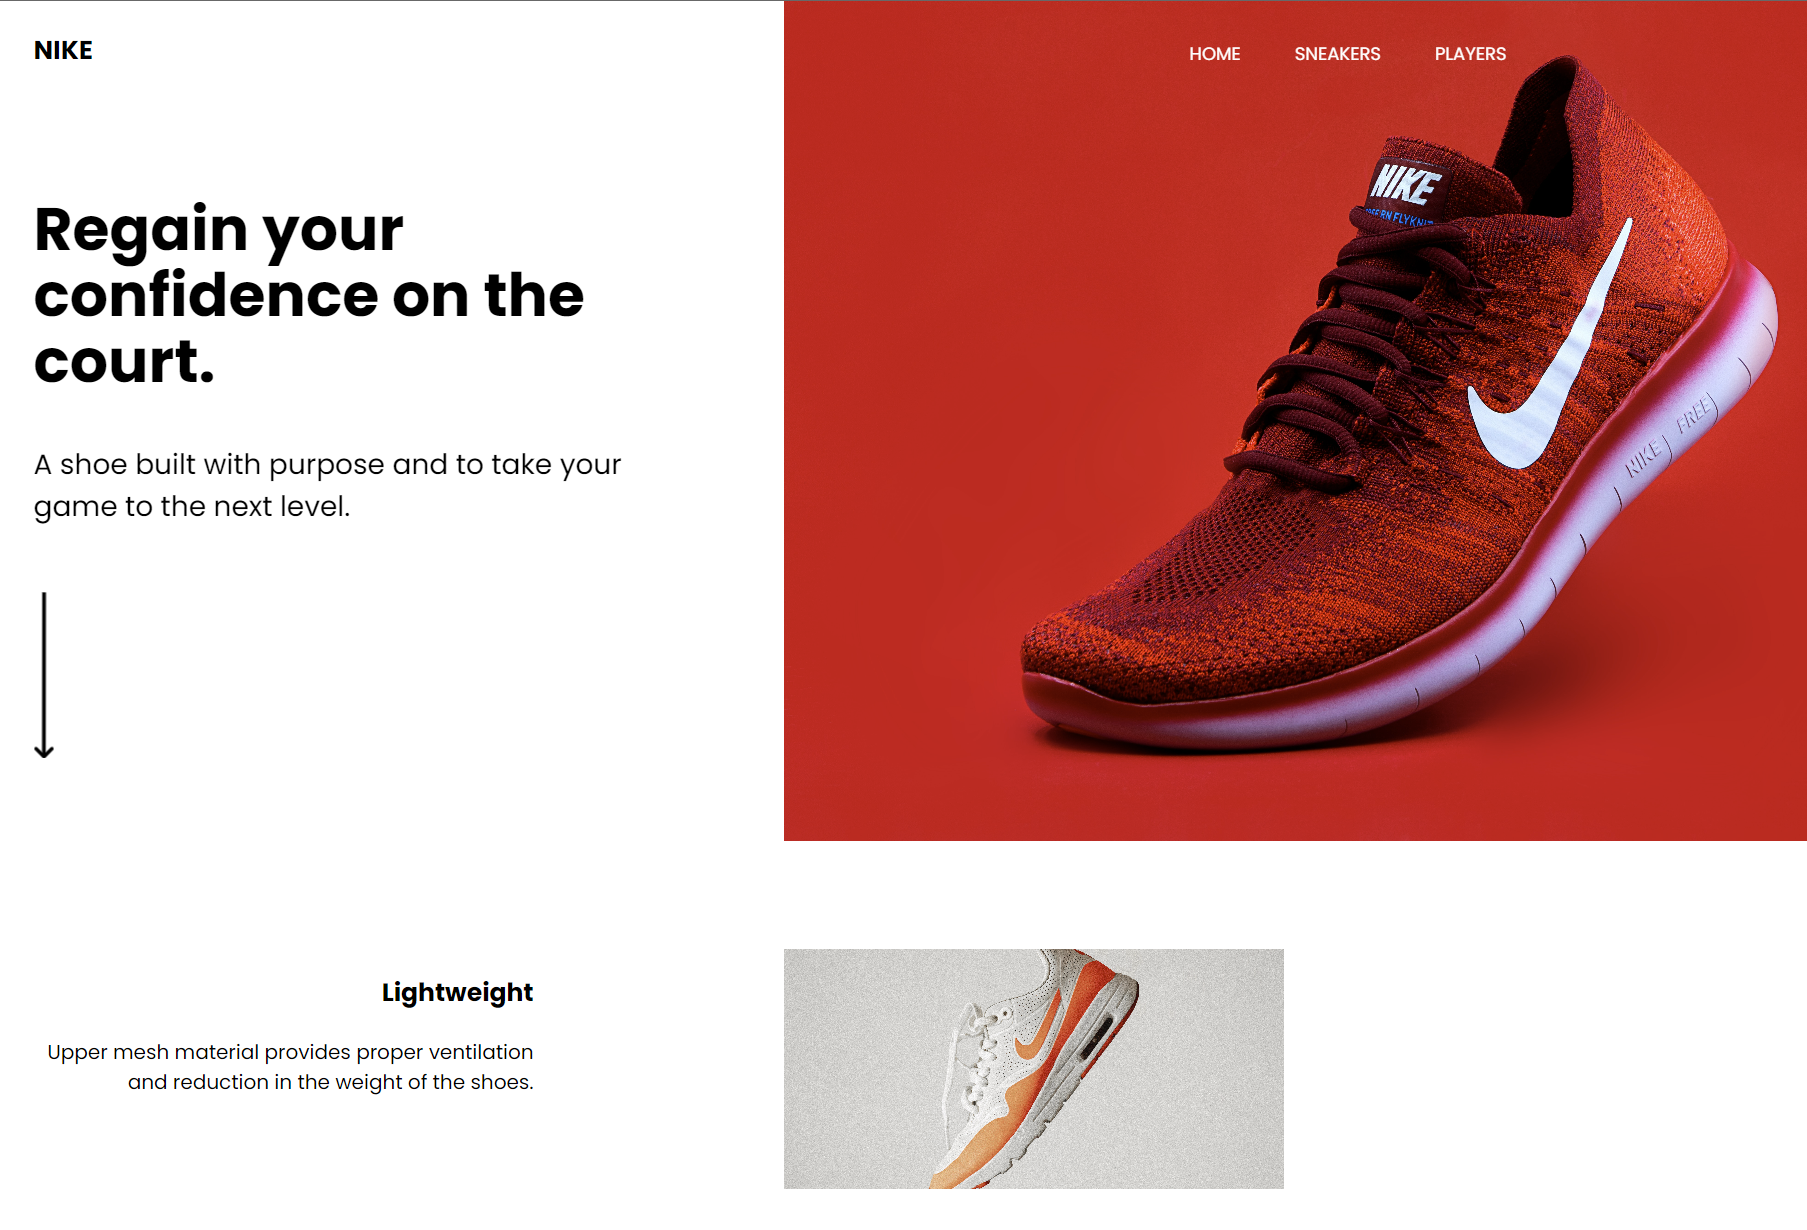 NIKE
HOME SNEAKERS PLAYERS
Regain your
confidence on the
court.
A shoe built with purpose and to take your
game to the next level.
NIKE
FLYKNIT
NIKE FREE
Lightweight
Upper mesh material provides proper ventilation
and reduction in the weight of the shoes.